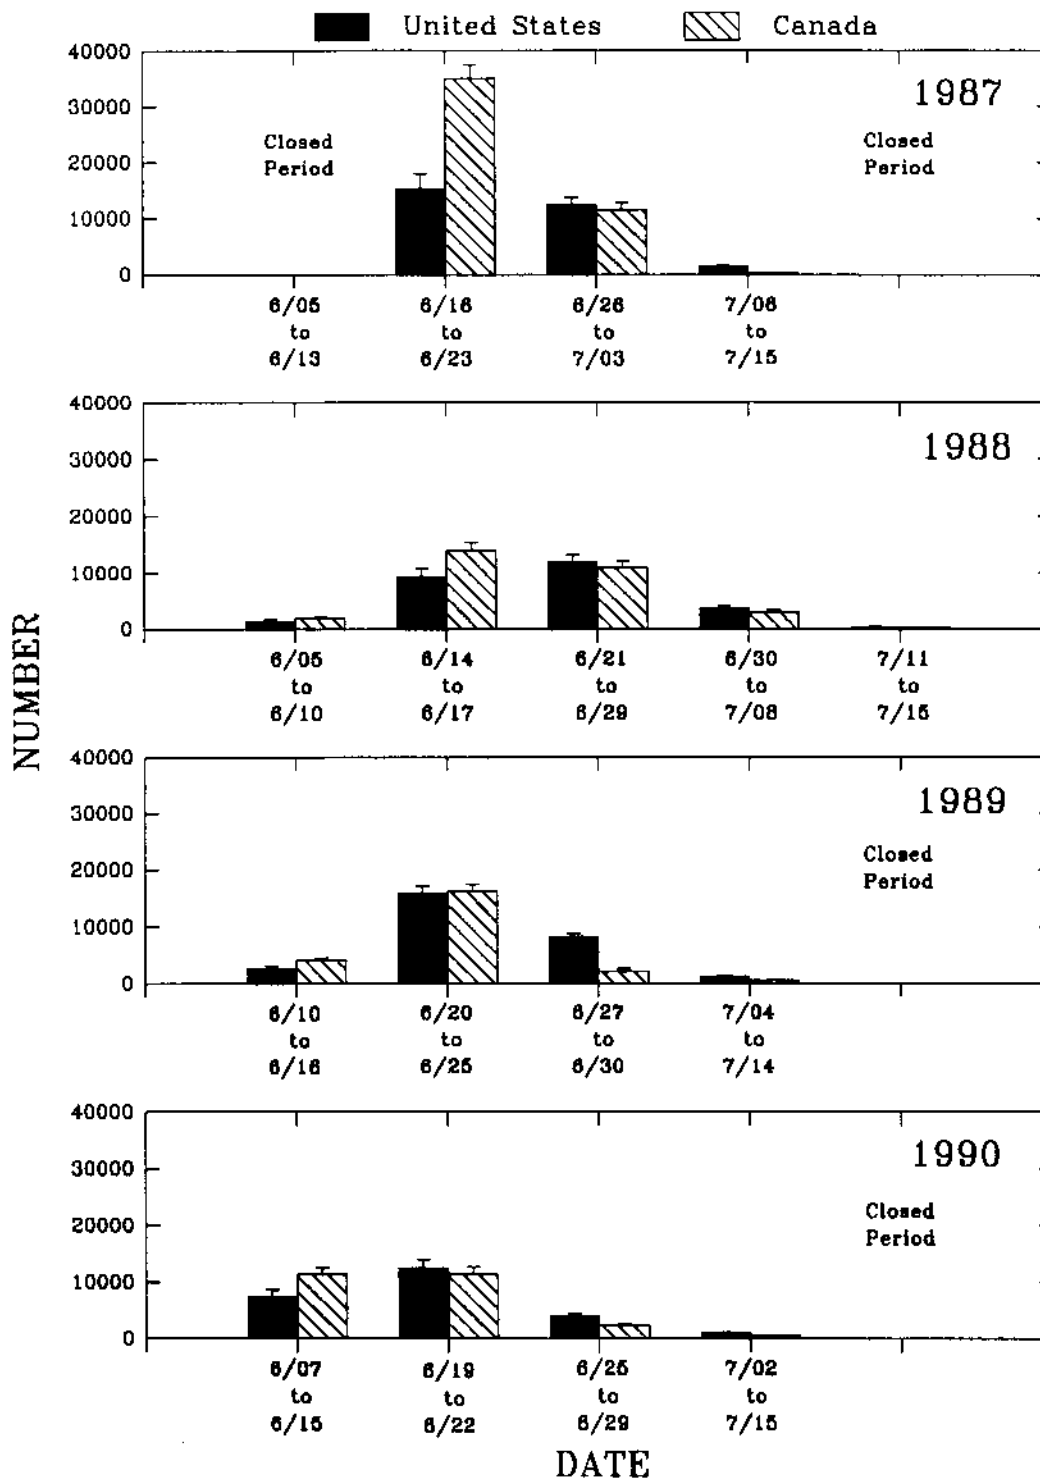 United States Canada
40000
30000
20000
10000
0
1987
Closed
Period
Closed
Period
6/05 6/16 6/26 7/06
to to to to
6/13 6/23 7/03 7/15
40000
30000
20000
10000
0
1988
6/05 6/14 6/21 6/30 7/11
to to to to to
6/10 6/17 6/29 7/08 7/15
NUMBER
40000
30000
20000
10000
0
1989
Closed
Period
6/10 6/20 6/27 7/04
to to to to
6/16 6/25 6/30 7/14
40000
30000
20000
10000
0
1990
Closed
Period
6/07 6/19 6/25 7/02
to to to to
6/15 6/22 6/29 7/15
DATE